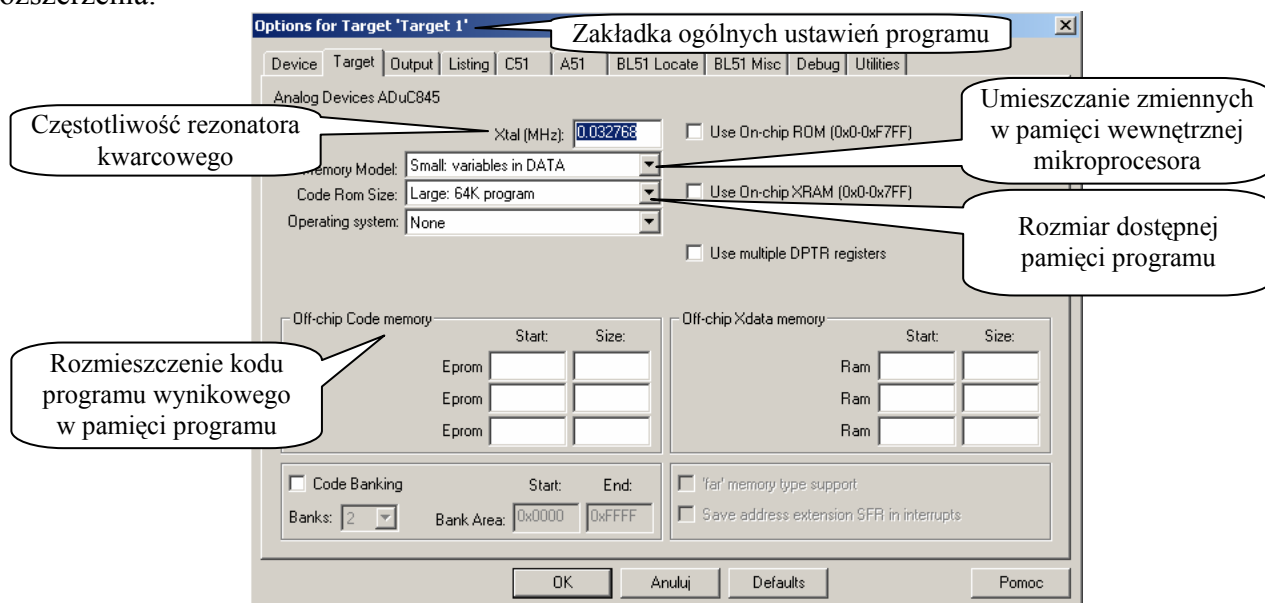 rozszerzenia.
Options for Target 'Target 1'
Zakładka ogólnych ustawień programu
Device Target Output Listing C51 A51 BL51 Locate BL51 Misc Debug Utilities
Analog Devices ADuC845
Częstotliwość rezonatora
kwarcowego
Xtal (MHz): 0.032768
Use On-chip ROM (0x0-0xF7FF)
Umieszczanie zmiennych
w pamięci wewnętrznej
mikroprocesora
Memory Model: Small: variables in DATA
Code Rom Size: Large: 64K program
Use On-chip XRAM (0x0-0x7FF)
Operating system: None
Rozmiar dostępnej
pamięci programu
Use multiple DPTR registers
Off-chip Code memory
Start: Size:
Eprom
Eprom
Eprom
Rozmieszczenie kodu
programu wynikowego
w pamięci programu
Off-chip Xdata memory
Start: Size:
Ram
Ram
Ram
Code Banking Start: End:
Banks: 2 Bank Area: 0x0000 0xFFFF
'far' memory type support
Save address extension SFR in interrupts
OK Anuluj Defaults Pomoc